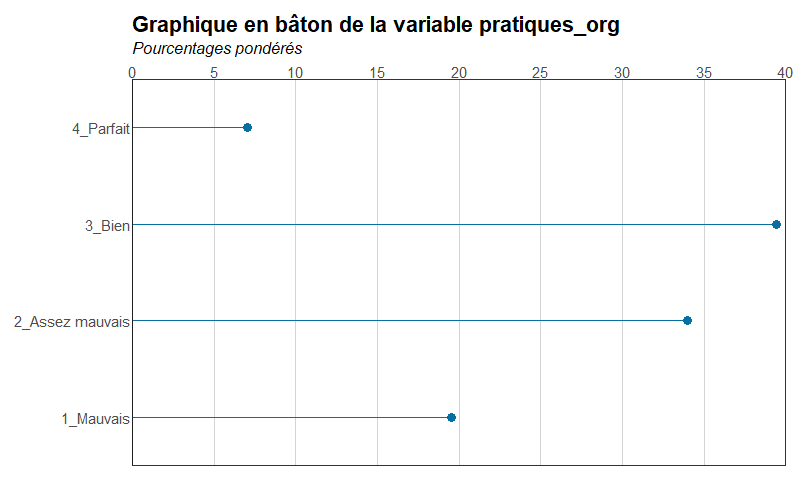 Graphique en bâton de la variable pratiques_org
Pourcentages pondérés
0 5 10 15 20 25 30 35 40
4_Parfait
3_Bien
2_Assez mauvais
1_Mauvais